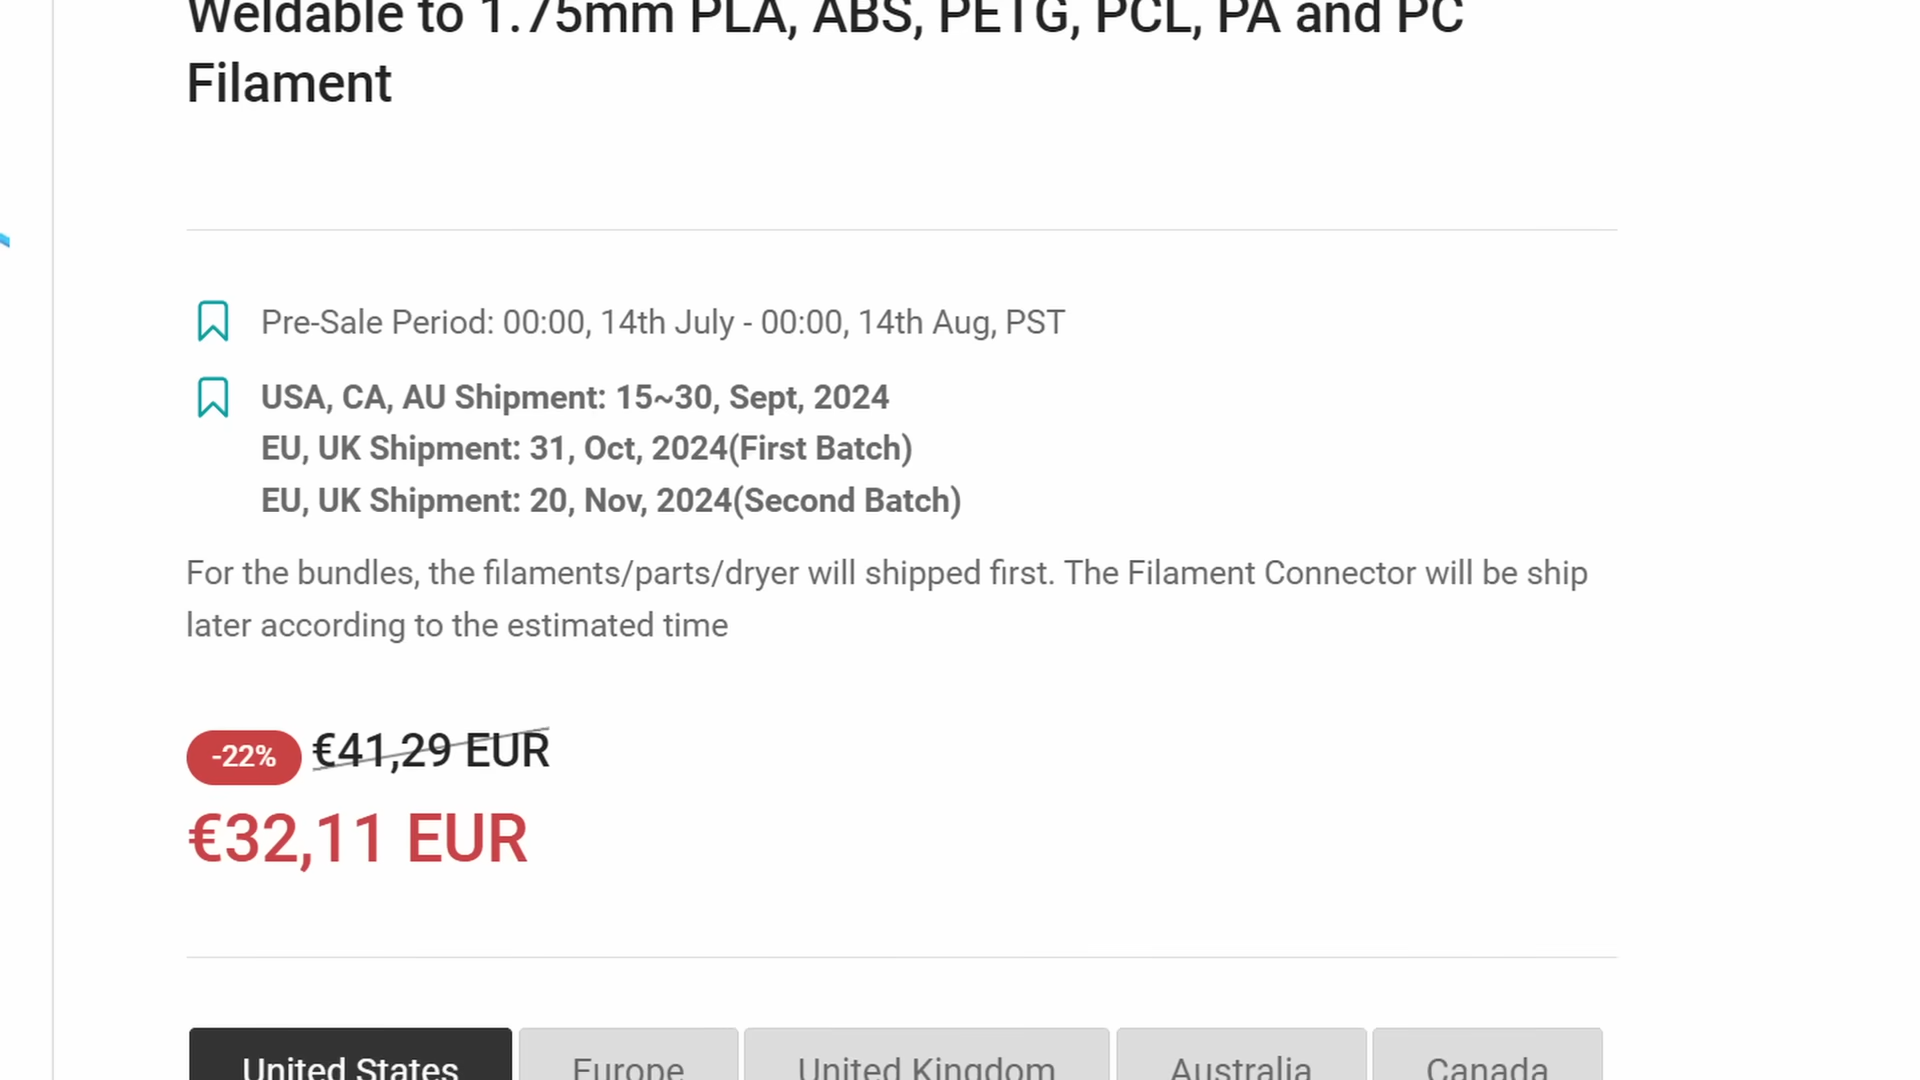 Weldable to 1.75mm PLA, ABS, PETG, PCL, PA and PC
Filament
Pre-Sale Period: 00:00, 14th July - 00:00, 14th Aug, PST
USA, CA, AU Shipment: 15~30, Sept, 2024
EU, UK Shipment: 31, Oct, 2024(First Batch)
EU, UK Shipment: 20, Nov, 2024(Second Batch)
For the bundles, the filaments/parts/dryer will shipped first. The Filament Connector will be ship
later according to the estimated time
-22% €41,29 EUR
€32,11 EUR
United States Europe United Kingdom Australia Canada